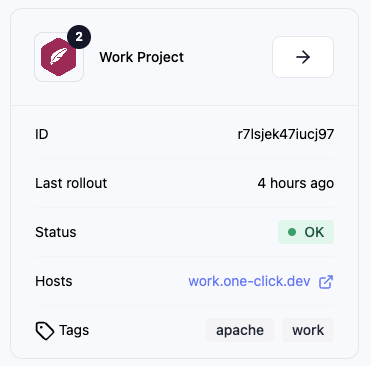 2
Work Project
ID r7lsjek47iucj97
Last rollout 4 hours ago
Status OK
Hosts work.one-click.dev
Tags apache work